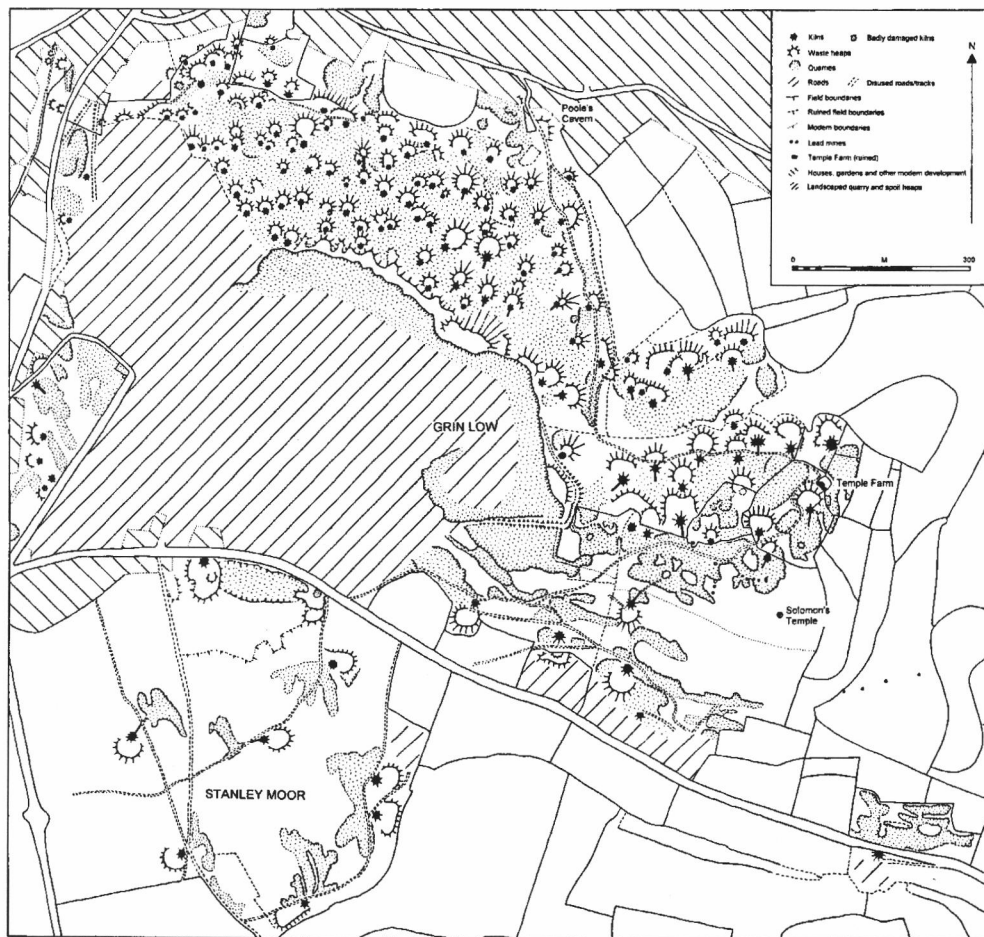 Kilns
Badly damaged kilns
Waste heaps
Quarries
Roads
Disused roads/tracks
Field boundaries
Ruined field boundaries
Modern boundaries
Lead mines
Temple Farm (ruined)
Houses, gardens and other modern development
Landscaped quarry and spoil heaps
N
0 M 300
Poole's
Cavern
GRIN LOW
Temple Farm
Solomon's
Temple
STANLEY MOOR